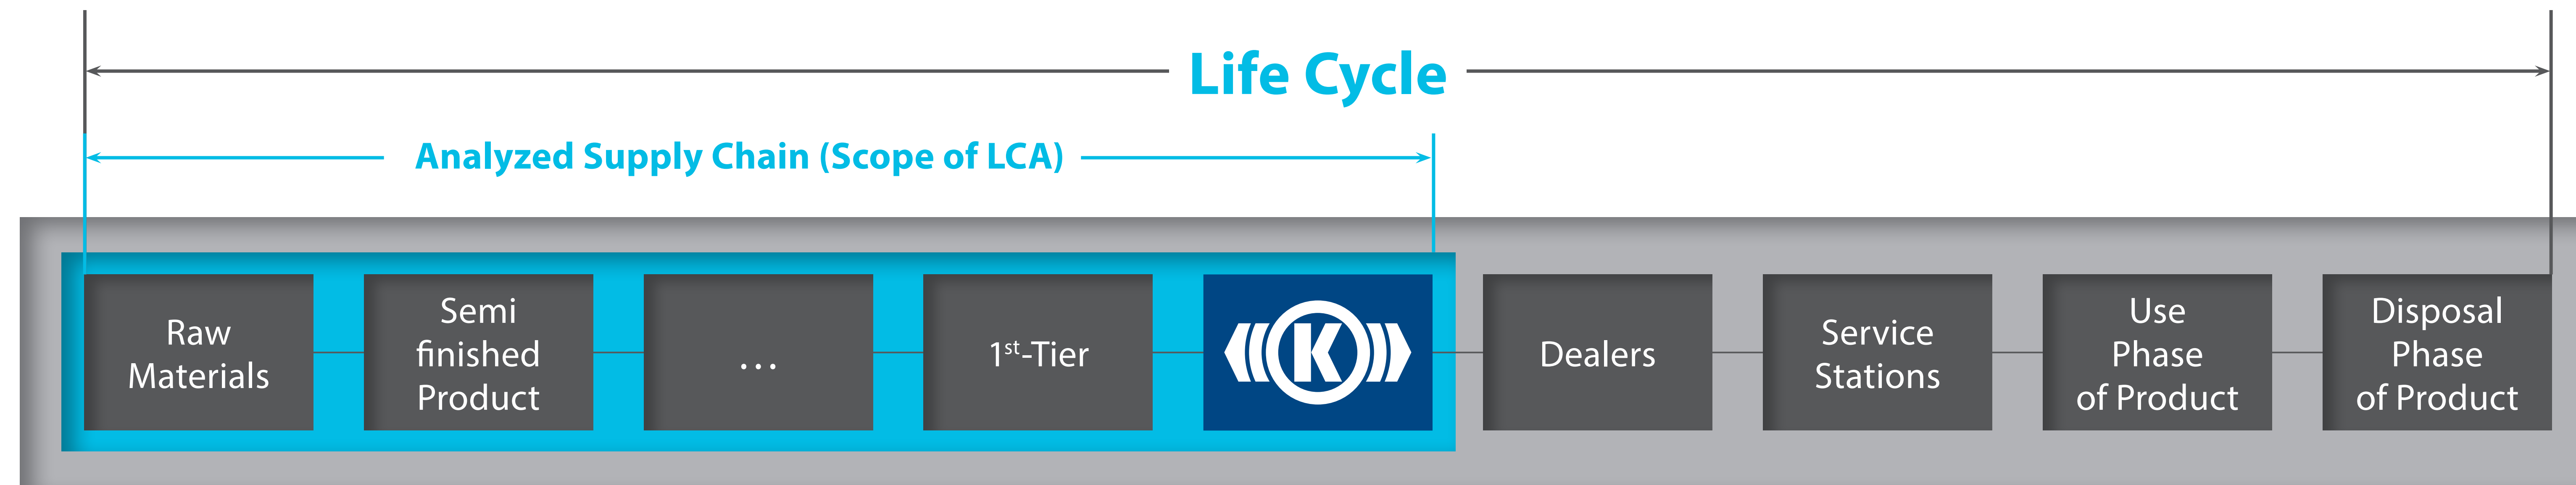 Life Cycle
Analyzed Supply Chain (Scope of LCA)
Raw
Materials
Semi
finished
Product
...
1st-Tier
K
Dealers
Service
Stations
Use
Phase
of Product
Disposal
Phase
of Product